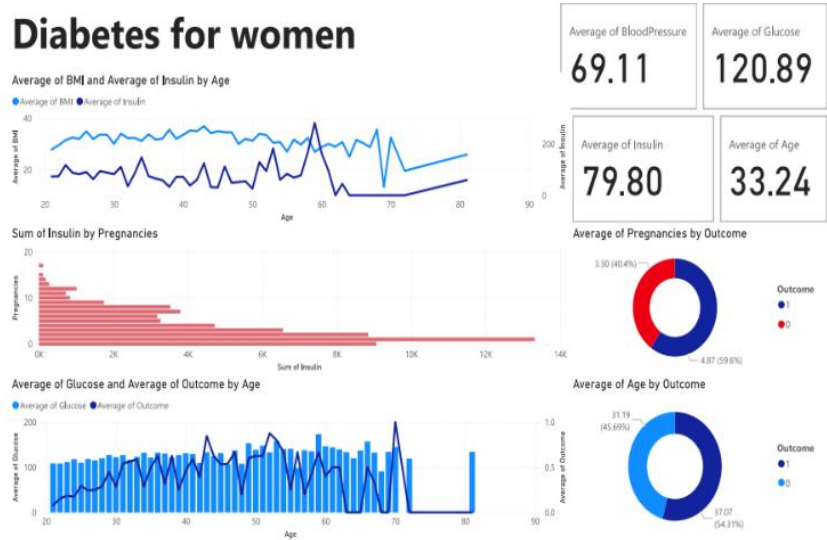 Diabetes for women
Average of BloodPressure
69.11
Average of Glucose
120.89
Average of Insulin
79.80
Average of Age
33.24
Average of BMI and Average of Insulin by Age
Average of BMI Average of Insulin
Average of BMI
40
20
Average of Insulin
200
0
20 30 40 50 60 70 80 90
Age
Sum of Insulin by Pregnancies
Pregnancies
20
10
0
0K 2K 4K 6K 8K 10K 12K 14K
Sum of Insulin
Average of Pregnancies by Outcome
3.30 (40.4%)
4.87 (59.6%)
Outcome
1
0
Average of Glucose and Average of Outcome by Age
Average of Glucose Average of Outcome
Average of Glucose
200
100
0
Average of Outcome
1.0
0.5
0.0
20 30 40 50 60 70 80 90
Age
Average of Age by Outcome
31.19
(45.69%)
37.07
(54.31%)
Outcome
1
0